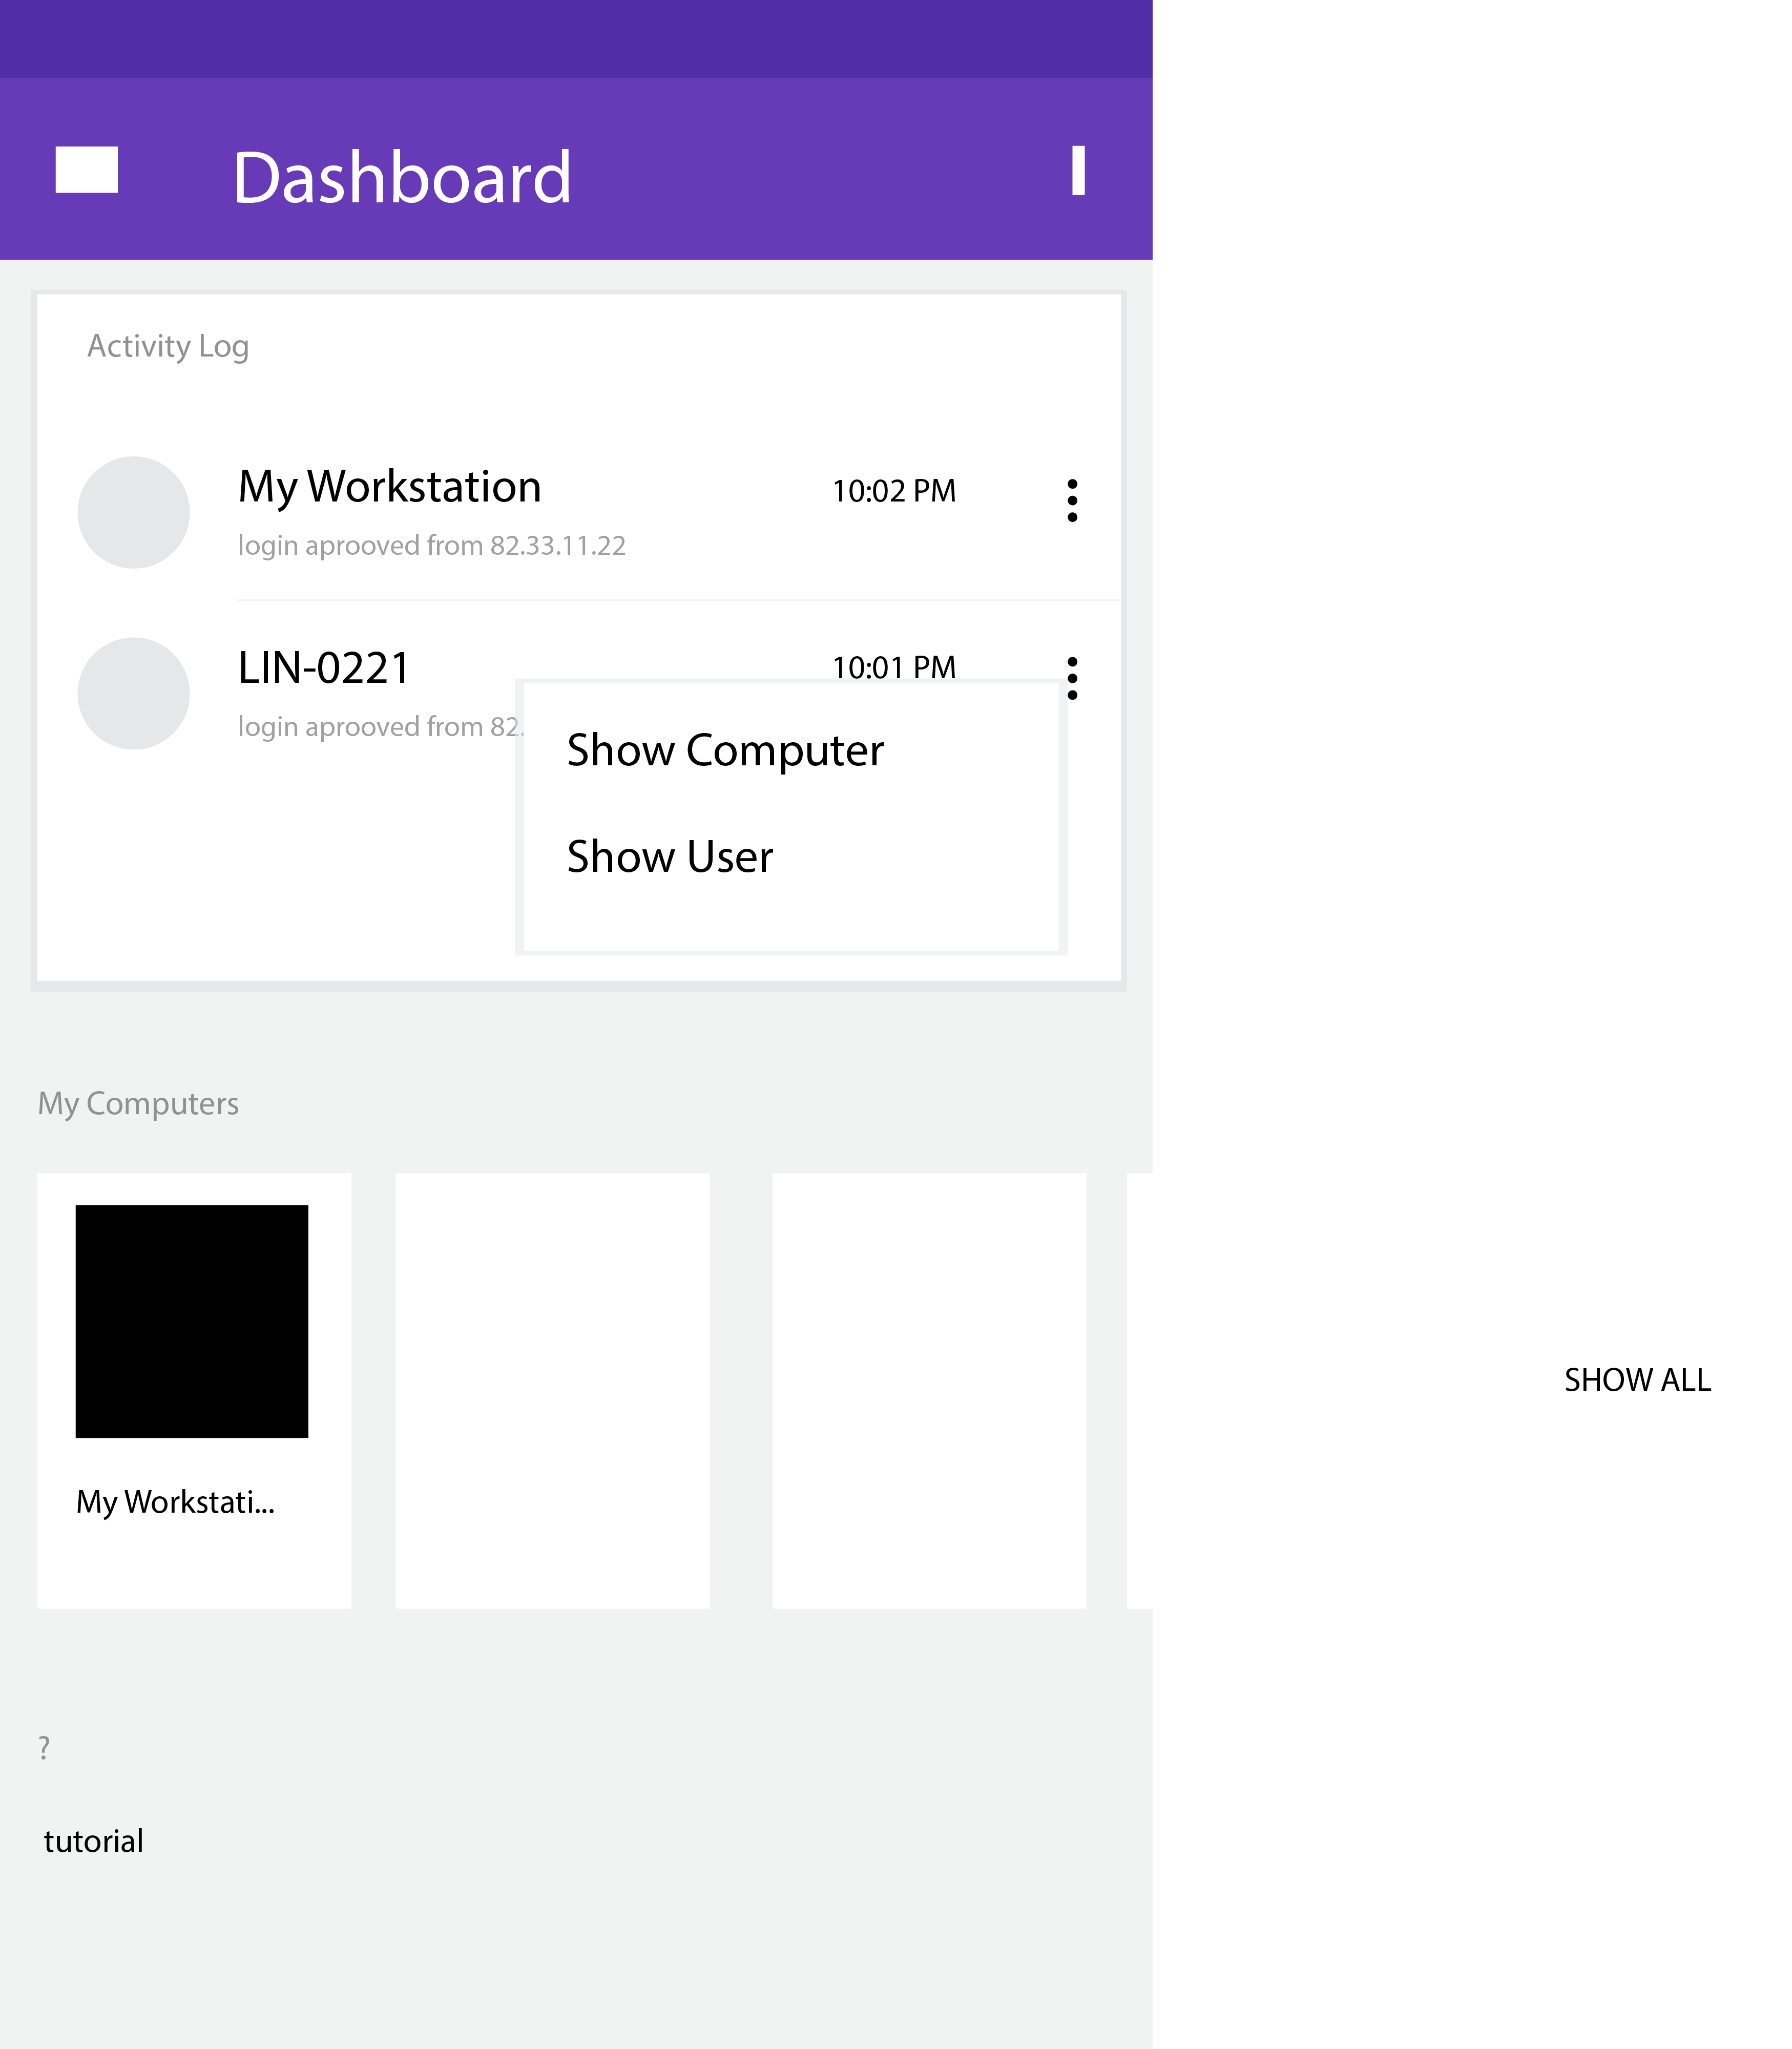 Dashboard
Activity Log
My Workstation
10:02 PM
login aprooved from 82.33.11.22
LIN-0221
10:01 PM
login aprooved from 82.
Show Computer
Show User
My Computers
SHOW ALL
My Workstati...
?
tutorial